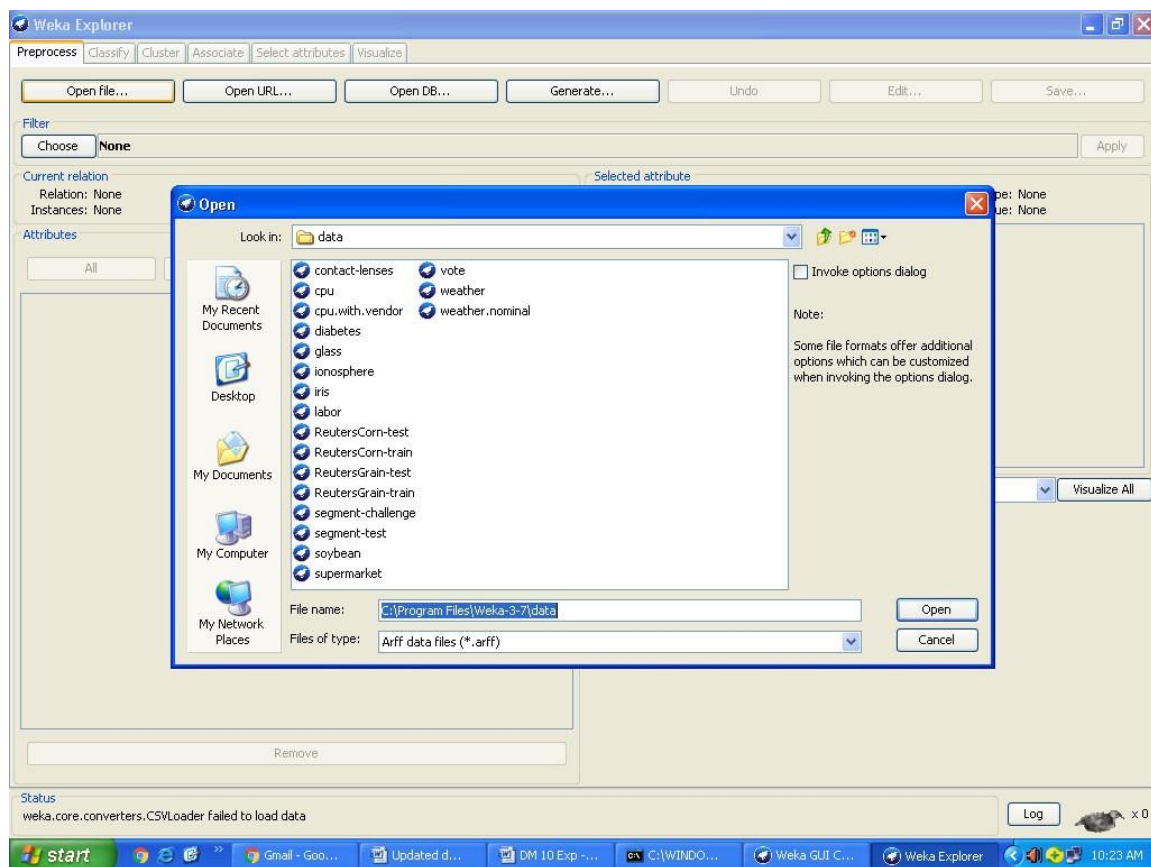 Weka Explorer
Preprocess Classify Cluster Associate Select attributes Visualize
Open file... Open URL... Open DB... Generate... Undo Edit... Save...
Filter
Choose None Apply
Current relation Selected attribute
Relation: None pe: None
Instances: None ue: None
Attributes
All
Open
Look in: data
My Recent Documents
Desktop
My Documents
My Computer
My Network Places
contact-lenses
cpu
cpu.with.vendor
diabetes
glass
ionosphere
iris
labor
ReutersCorn-test
ReutersCorn-train
ReutersGrain-test
ReutersGrain-train
segment-challenge
segment-test
soybean
supermarket
vote
weather
weather.nominal
Invoke options dialog
Note:
Some file formats offer additional
options which can be customized
when invoking the options dialog.
File name: C:\Program Files\Weka-3-7\data Open
Files of type: Arff data files (*.arff) Cancel
Visualize All
Remove
Status
weka.core.converters.CSVLoader failed to load data
Log x 0
start » Gmail - Goo... Updated d... DM 10 Exp -... C:\WINDO... Weka GUI C... Weka Explorer 10:23 AM